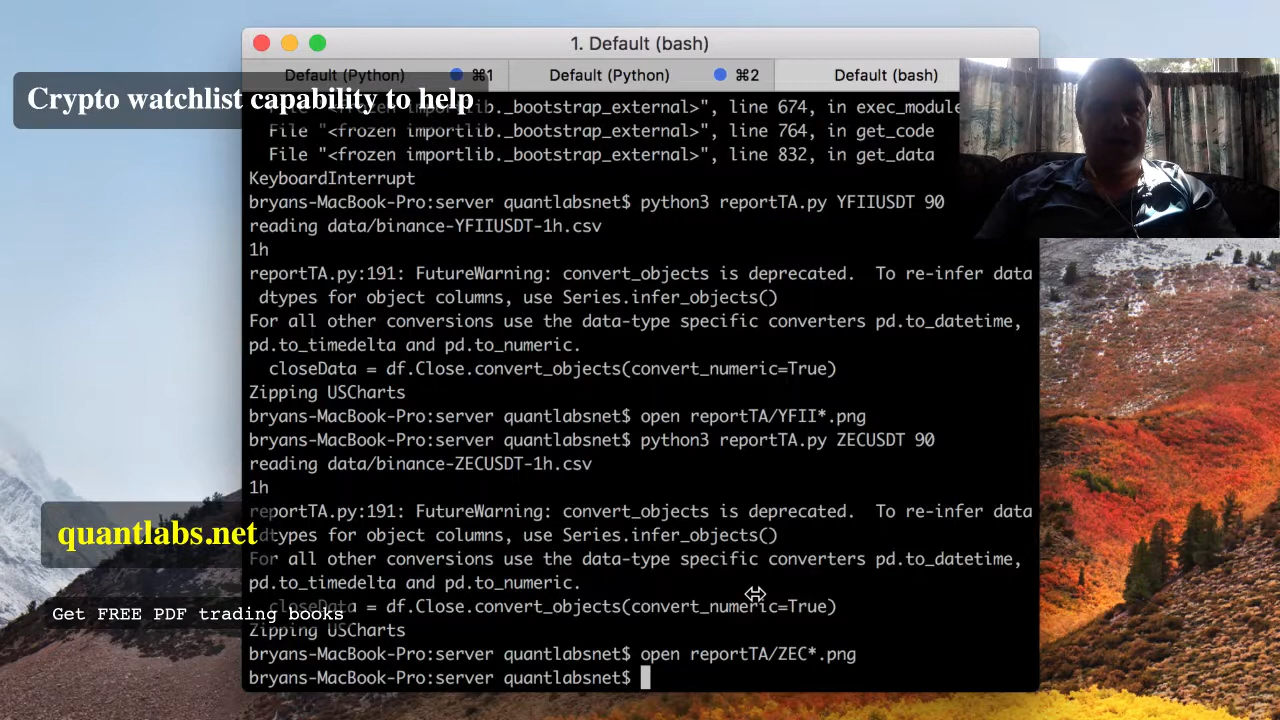 1. Default (bash)
Default (Python) ⌘1 Default (Python) ⌘2 Default (bash)
Crypto watchlist capability to help
File "<frozen importlib._bootstrap_external>", line 674, in exec_module
File "<frozen importlib._bootstrap_external>", line 764, in get_code
File "<frozen importlib._bootstrap_external>", line 832, in get_data
KeyboardInterrupt
bryans-MacBook-Pro:server quantlabsnet$ python3 reportTA.py YFIIUSDT 90
reading data/binance-YFIIUSDT-1h.csv
1h
reportTA.py:191: FutureWarning: convert_objects is deprecated.  To re-infer data
dtypes for object columns, use Series.infer_objects()
For all other conversions use the data-type specific converters pd.to_datetime,
pd.to_timedelta and pd.to_numeric.
closeData = df.Close.convert_objects(convert_numeric=True)
Zipping USCharts
bryans-MacBook-Pro:server quantlabsnet$ open reportTA/YFII*.png
bryans-MacBook-Pro:server quantlabsnet$ python3 reportTA.py ZECUSDT 90
reading data/binance-ZECUSDT-1h.csv
1h
reportTA.py:191: FutureWarning: convert_objects is deprecated.  To re-infer data
quantlabs.net
dtypes for object columns, use Series.infer_objects()
For all other conversions use the data-type specific converters pd.to_datetime,
pd.to_timedelta and pd.to_numeric.
closeData = df.Close.convert_objects(convert_numeric=True)
Get FREE PDF trading books
Zipping USCharts
bryans-MacBook-Pro:server quantlabsnet$ open reportTA/ZEC*.png
bryans-MacBook-Pro:server quantlabsnet$